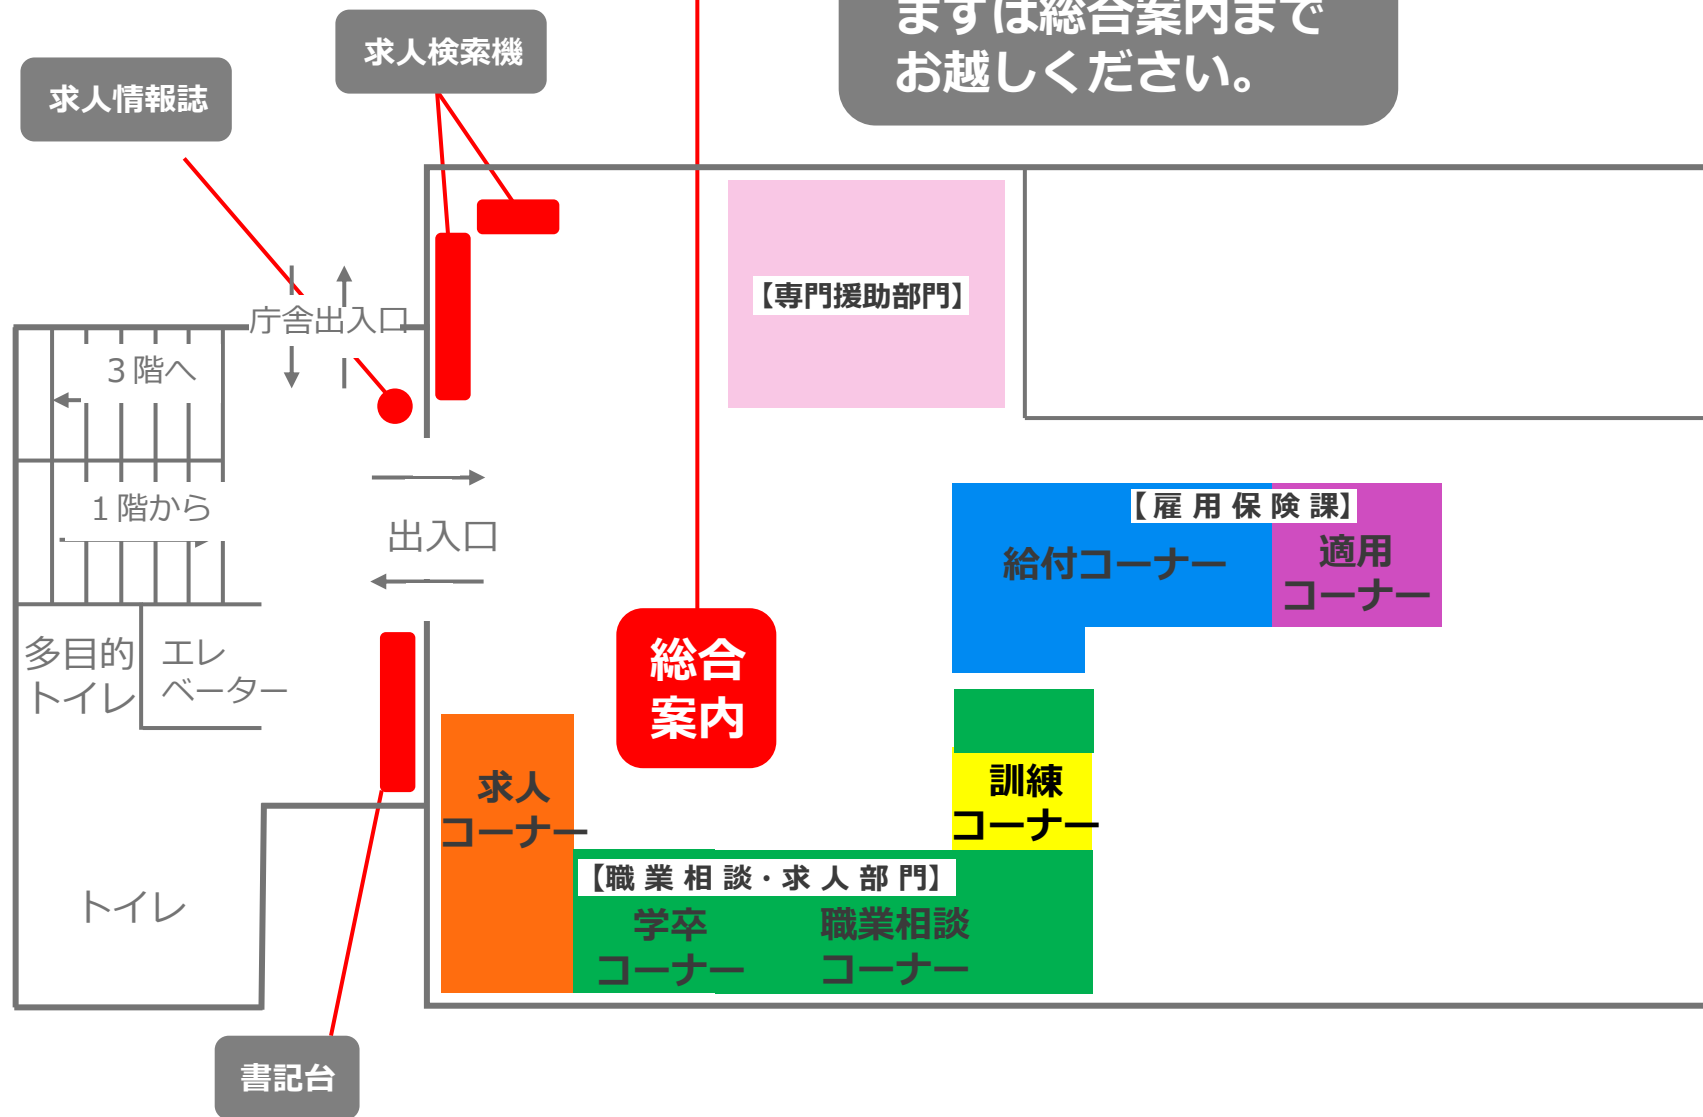 まずは総合案内まで
お越しください。
求人検索機
求人情報誌
【専門援助部門】
庁舎出入口
３階へ
１階から
出入口
【雇用保険課】
給付コーナー
適用
コーナー
多目的
トイレ
エレ
ベーター
総合
案内
求人
コーナー
訓練
コーナー
【職業相談・求人部門】
学卒
コーナー
職業相談
コーナー
トイレ
書記台